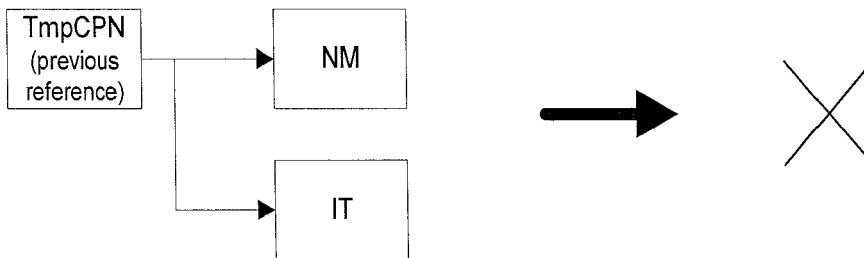 TmpCPN
(previous
reference)
NM
IT